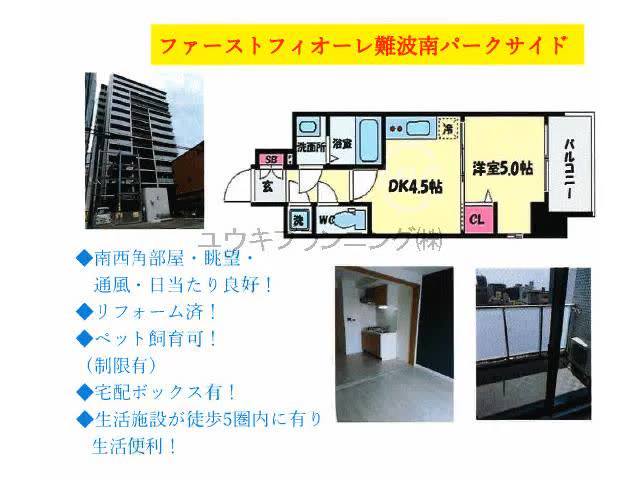 ファーストフィオーレ難波南パークサイド
洗面所
浴室
冷
バルコニー
SB
玄
DK4.5帖
洋室5.0帖
洗
WC
CL
ユウキプランニング㈱
◆南西角部屋・眺望・
通風・日当たり良好！
◆リフォーム済！
◆ペット飼育可！
（制限有）
◆宅配ボックス有！
◆生活施設が徒歩5圏内に有り
生活便利！